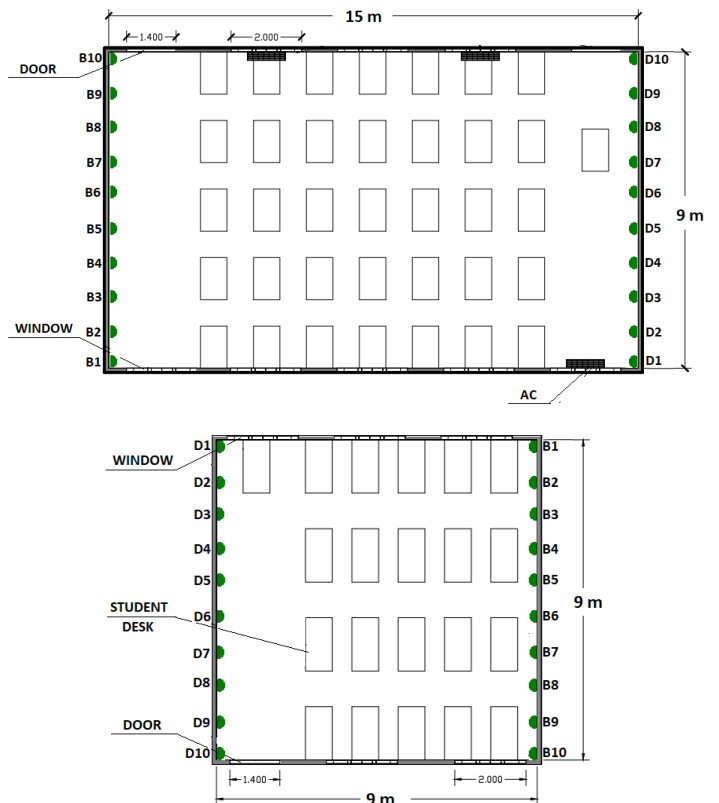 15 m
1.400
2.000
B10
D10
DOOR
B9
D9
B8
D8
B7
D7
B6
D6
9 m
B5
D5
B4
D4
B3
D3
WINDOW
B2
D2
B1
D1
AC
D1
B1
WINDOW
D2
B2
D3
B3
D4
B4
D5
B5
9 m
STUDENT
DESK
D6
B6
D7
B7
D8
B8
DOOR
D9
B9
D10
B10
1.400
2.000
9 m